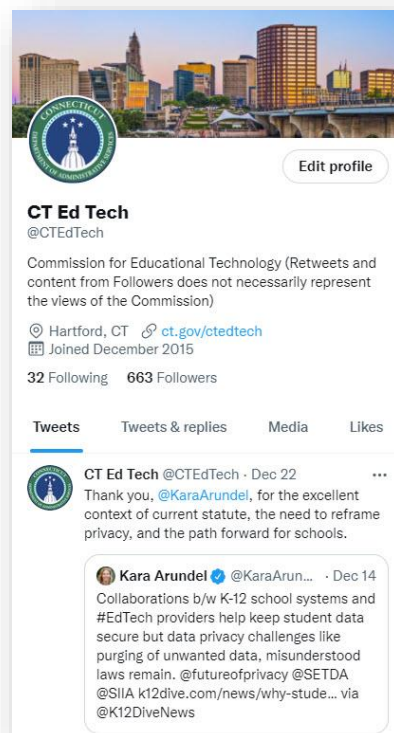 CONNECTICUT
DEPARTMENT OF ADMINISTRATIVE SERVICES
Edit profile
CT Ed Tech
@CTEdTech
Commission for Educational Technology (Retweets and
content from Followers does not necessarily represent
the views of the Commission)
Hartford, CT ct.gov/ctedtech
Joined December 2015
32 Following 663 Followers
Tweets Tweets & replies Media Likes
CT Ed Tech @CTEdTech · Dec 22 ···
Thank you, @KaraArundel, for the excellent
context of current statute, the need to reframe
privacy, and the path forward for schools.
Kara Arundel @KaraArun... · Dec 14
Collaborations b/w K-12 school systems and
#EdTech providers help keep student data
secure but data privacy challenges like
purging of unwanted data, misunderstood
laws remain. @futureofprivacy @SETDA
@SIIA k12dive.com/news/why-stude... via
@K12DiveNews